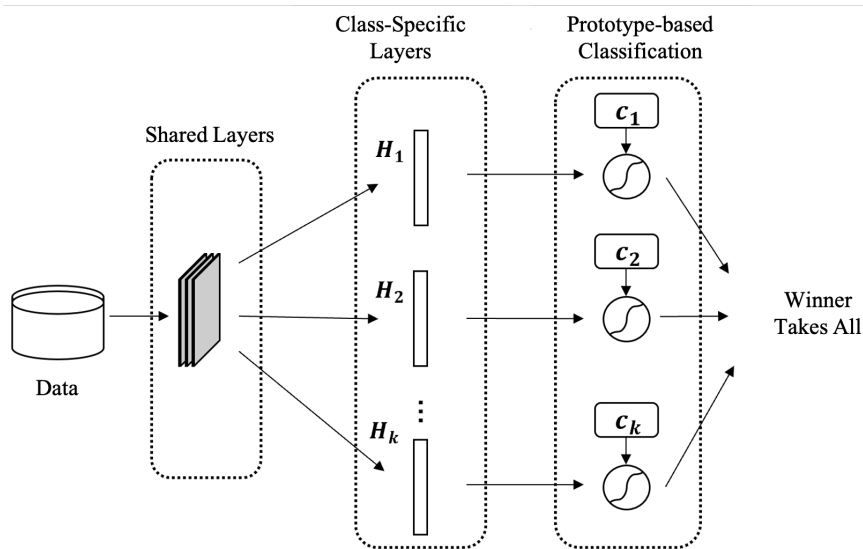 Class-Specific
Layers
Prototype-based
Classification
Shared Layers
H₁
c₁
H₂
c₂
Data
Winner
Takes All
⋮
Hₖ
cₖ